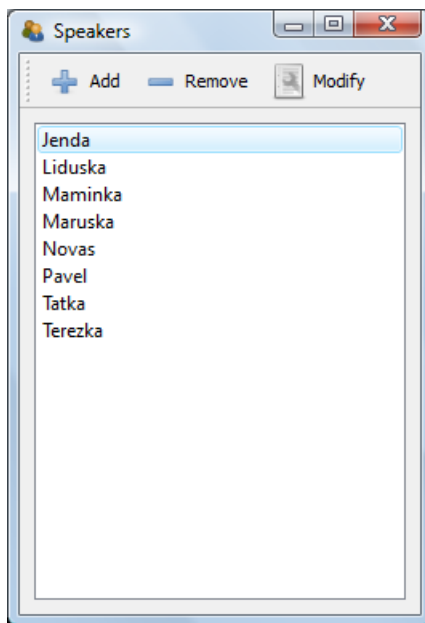 Speakers
Add Remove Modify
Jenda
Liduska
Maminka
Maruska
Novas
Pavel
Tatka
Terezka